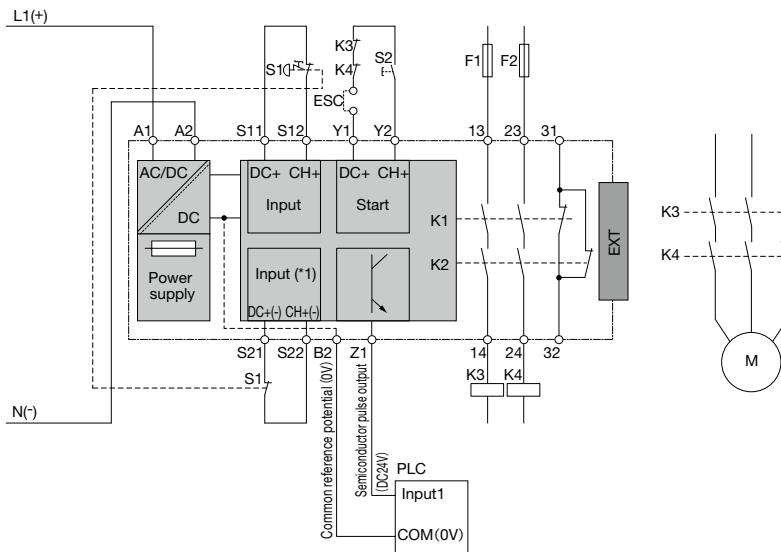 L1(+)
K3
S1
K4
S2
F1
F2
ESC
A1
A2
S11
S12
Y1
Y2
13
23
31
AC/DC
DC
DC+
CH+
Input
DC+
CH+
Start
K1
K2
EXT
Power
supply
Input (*1)
DC+(-)
CH+(-)
S21
S22
B2
Z1
14
24
32
S1
K3
K4
N(-)
Common reference potential (0V)
Semiconductor pulse output
(DC24V)
PLC
Input1
COM(0V)
K3
K4
M